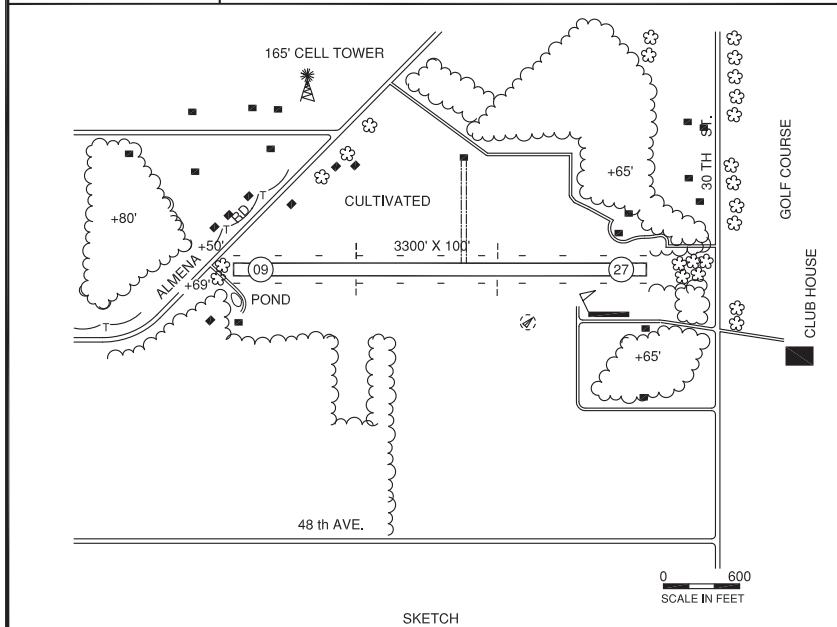 165' CELL TOWER
30 TH ST.
GOLF COURSE
+65'
CULTIVATED
+80'
T
T
RD
+50'
3300' X 100'
ALMENA
09
27
+69'
POND
CLUB HOUSE
T
+65'
48 th AVE.
0 600
SCALE IN FEET
SKETCH